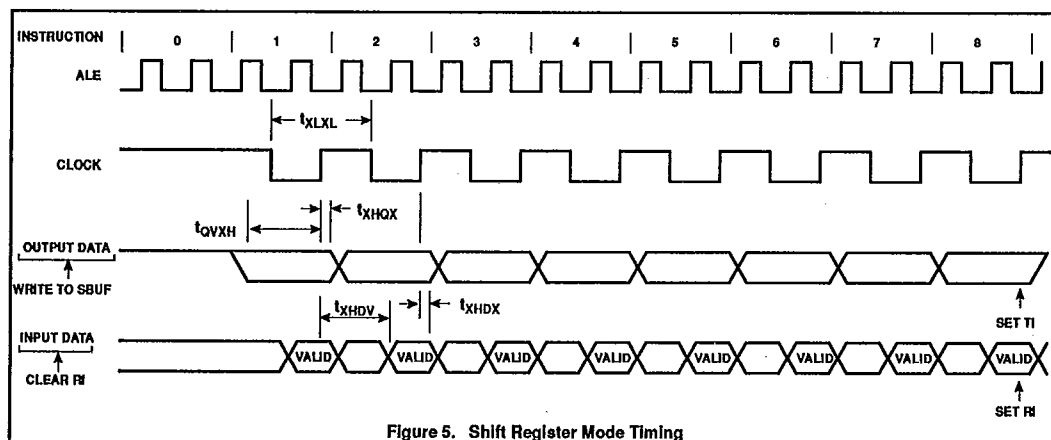 INSTRUCTION 0 1 2 3 4 5 6 7 8
ALE
tXLXL
CLOCK
tQVXH tXHQX
OUTPUT DATA
WRITE TO SBUF
tXHDV tXHDX
SET TI
INPUT DATA
VALID VALID VALID VALID VALID VALID VALID VALID
CLEAR RI
SET RI
Figure 5. Shift Register Mode Timing